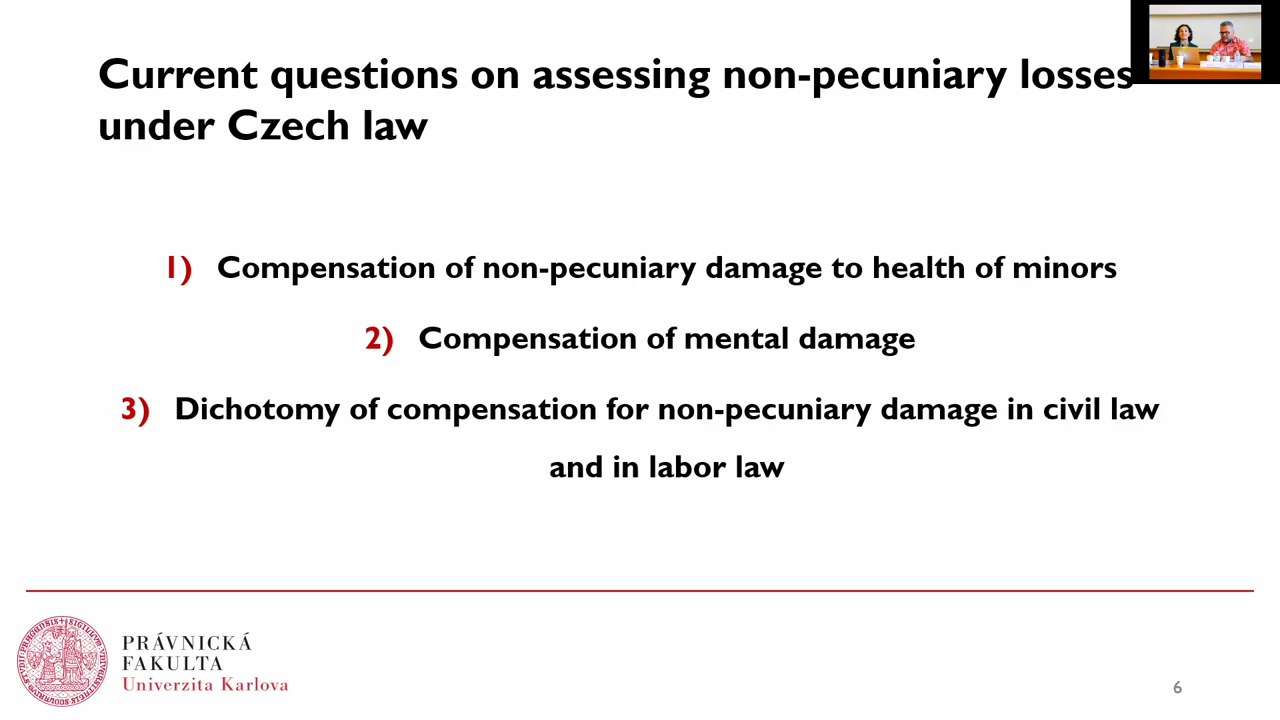 Current questions on assessing non-pecuniary losses
under Czech law
1) Compensation of non-pecuniary damage to health of minors
2) Compensation of mental damage
3) Dichotomy of compensation for non-pecuniary damage in civil law
and in labor law
PRÁVNICKÁ
FAKULTA
Univerzita Karlova
6